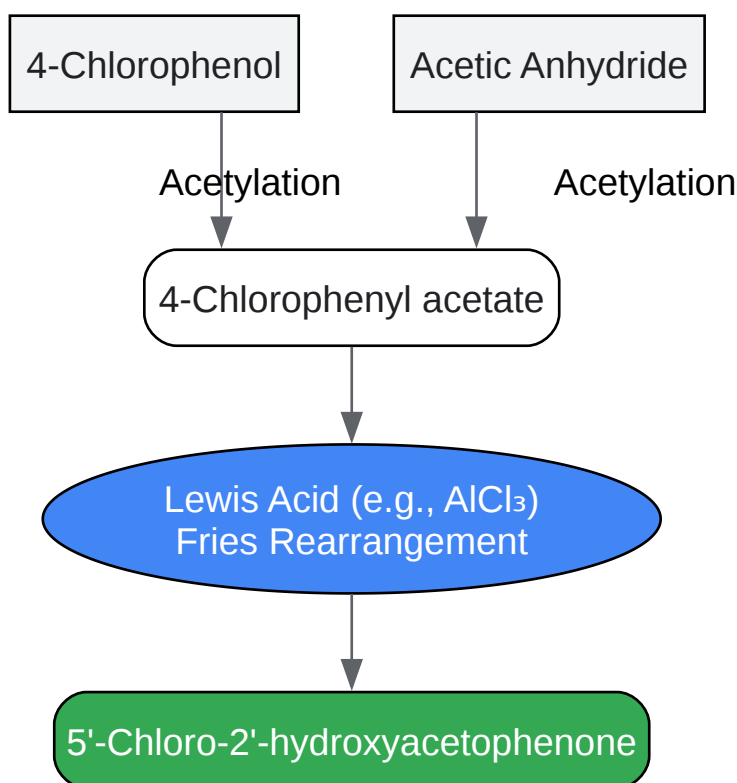 4-Chlorophenol
Acetic Anhydride
Acetylation
Acetylation
4-Chlorophenyl acetate
Lewis Acid (e.g., AlCl₃)
Fries Rearrangement
5'-Chloro-2'-hydroxyacetophenone